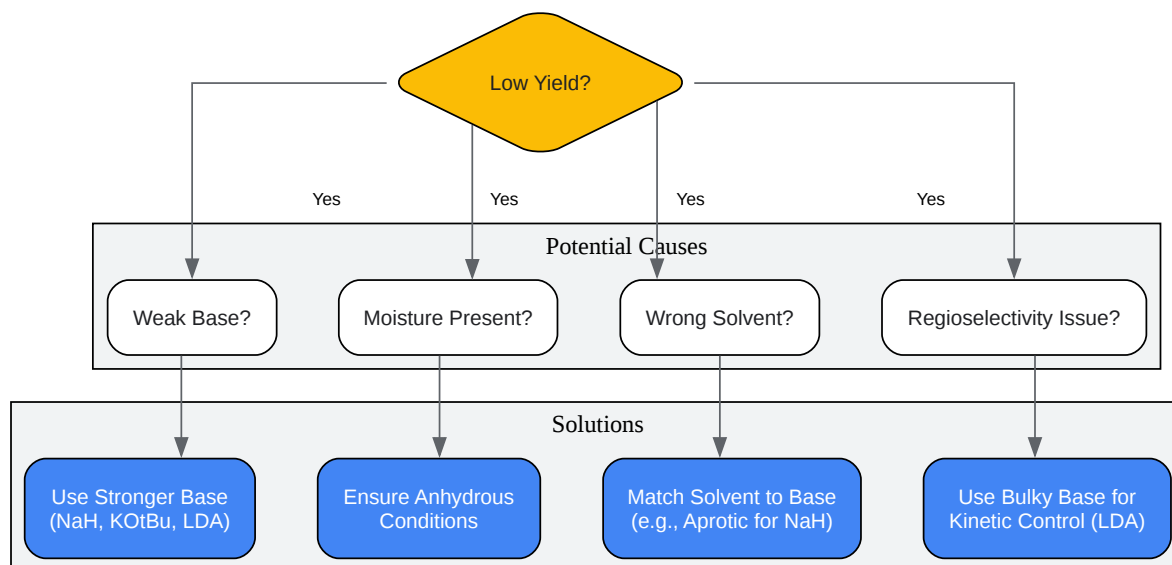 Low Yield?
Yes
Yes
Yes
Yes
Potential Causes
Weak Base?
Moisture Present?
Wrong Solvent?
Regioselectivity Issue?
Solutions
Use Stronger Base
(NaH, KOtBu, LDA)
Ensure Anhydrous
Conditions
Match Solvent to Base
(e.g., Aprotic for NaH)
Use Bulky Base for
Kinetic Control (LDA)